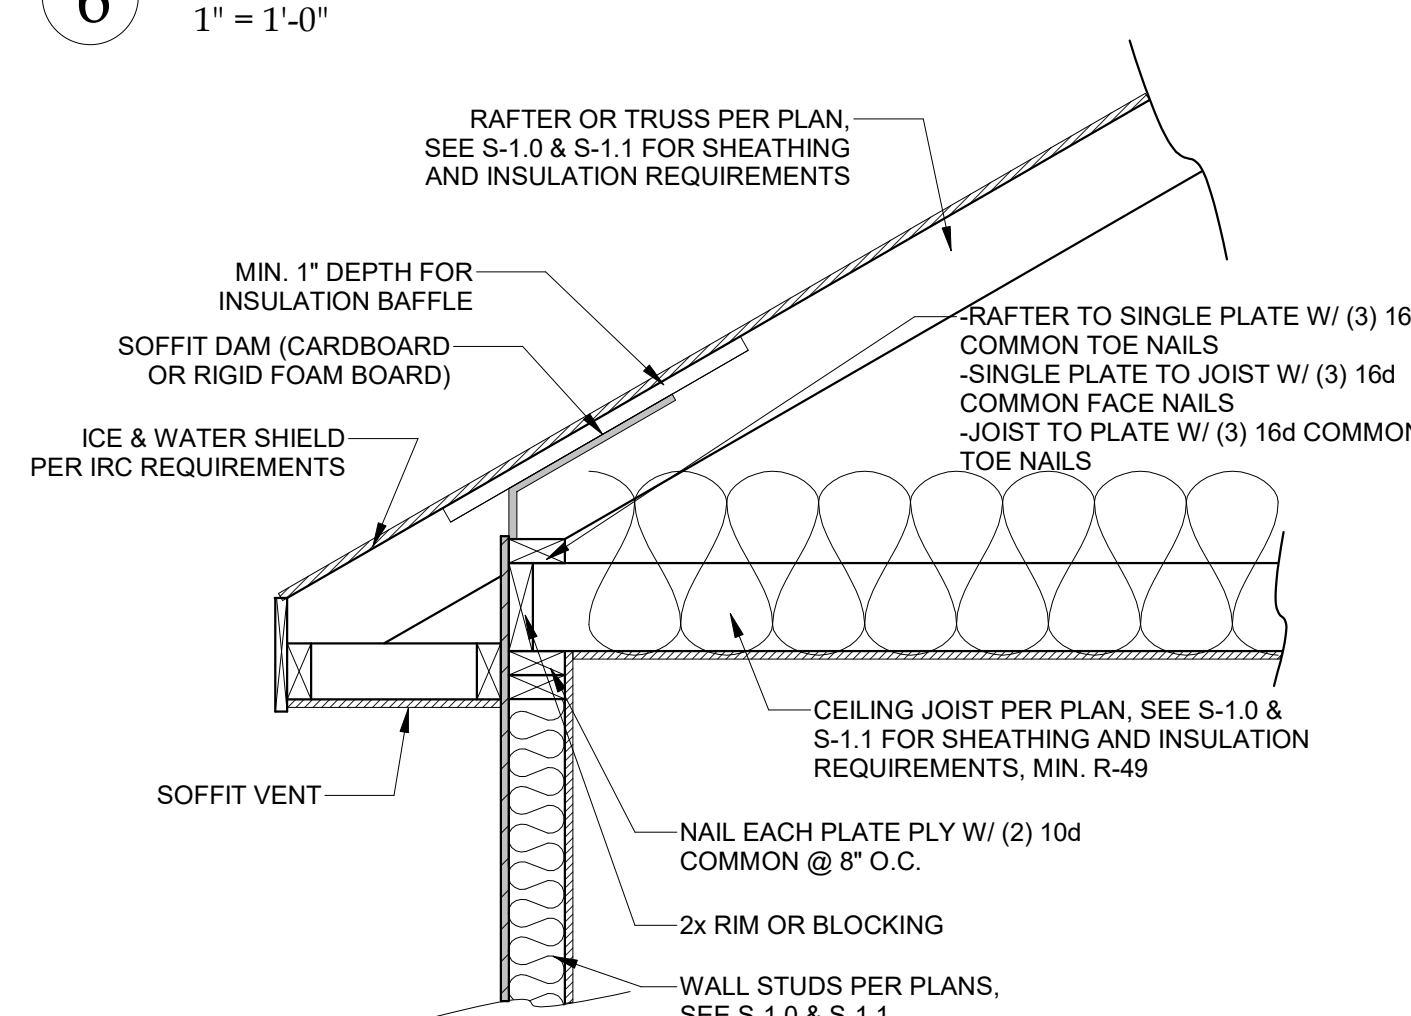 6
1" = 1'-0"
RAFTER OR TRUSS PER PLAN,
SEE S-1.0 & S-1.1 FOR SHEATHING
AND INSULATION REQUIREMENTS
MIN. 1" DEPTH FOR
INSULATION BAFFLE
SOFFIT DAM (CARDBOARD
OR RIGID FOAM BOARD)
ICE & WATER SHIELD
PER IRC REQUIREMENTS
-RAFTER TO SINGLE PLATE W/ (3) 16
COMMON TOE NAILS
-SINGLE PLATE TO JOIST W/ (3) 16d
COMMON FACE NAILS
-JOIST TO PLATE W/ (3) 16d COMMON
TOE NAILS
CEILING JOIST PER PLAN, SEE S-1.0 &
S-1.1 FOR SHEATHING AND INSULATION
REQUIREMENTS, MIN. R-49
SOFFIT VENT
NAIL EACH PLATE PLY W/ (2) 10d
COMMON @ 8" O.C.
2x RIM OR BLOCKING
WALL STUDS PER PLANS,
SEE S-1.0 & S-1.1